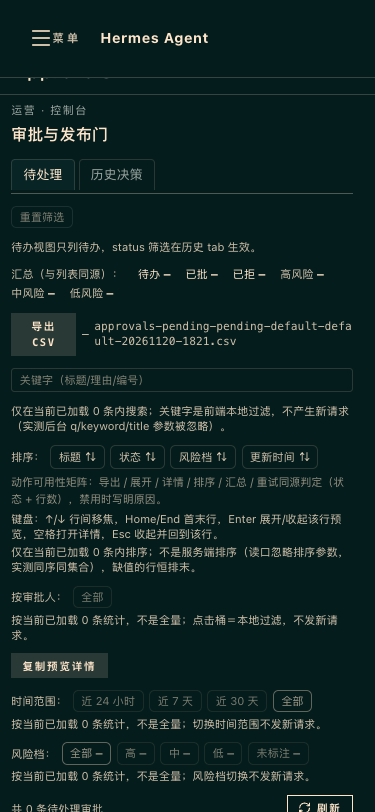 菜单
Hermes Agent
运营 · 控制台
审批与发布门
待处理
历史决策
重置筛选
待办视图只列待办，status 筛选在历史 tab 生效。
汇总（与列表同源）： 待办 — 已批 — 已拒 — 高风险 —
中风险 — 低风险 —
导出
CSV
— approvals-pending-pending-default-defa
ult-20261120-1821.csv
关键字（标题/理由/编号）
仅在当前已加载 0 条内搜索；关键字是前端本地过滤，不产生新请求
（实测后台 q/keyword/title 参数被忽略）。
排序： 标题 ⇅ 状态 ⇅ 风险档 ⇅ 更新时间 ⇅
动作可用性矩阵：导出 / 展开 / 详情 / 排序 / 汇总 / 重试同源判定（状
态 + 行数），禁用时写明原因。
键盘：↑/↓ 行间移焦，Home/End 首末行，Enter 展开/收起该行预
览，空格打开详情，Esc 收起并回到该行。
仅在当前已加载 0 条内排序；不是服务端排序（读口忽略排序参数，
实测同序同集合），缺值的行恒排末。
按审批人： 全部
按当前已加载 0 条统计，不是全量；点击桶＝本地过滤，不发新请
求。
复制预览详情
时间范围： 近 24 小时 近 7 天 近 30 天 全部
按当前已加载 0 条统计，不是全量；切换时间范围不发新请求。
风险档： 全部 — 高 — 中 — 低 — 未标注 —
按当前已加载 0 条统计，不是全量；风险档切换不发新请求。
共 0 条待处理审批
刷新